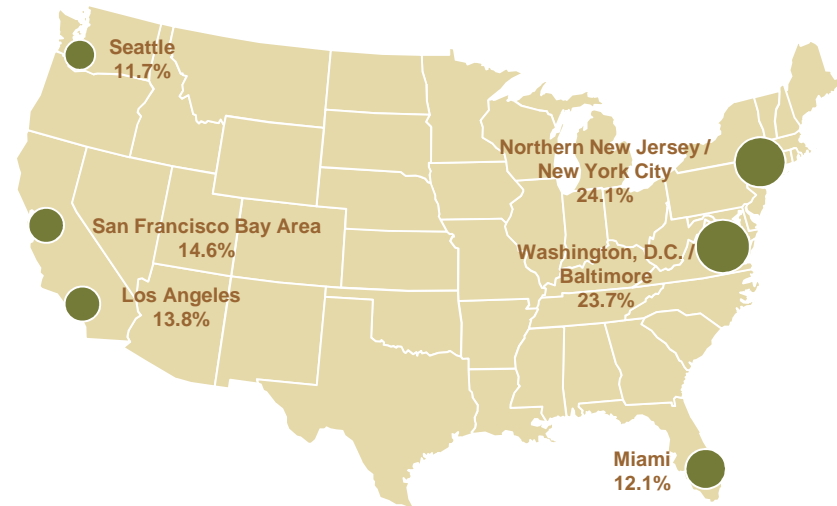 Seattle
11.7%
Northern New Jersey /
New York City
24.1%
San Francisco Bay Area
14.6%
Washington, D.C. /
Baltimore
23.7%
Los Angeles
13.8%
Miami
12.1%